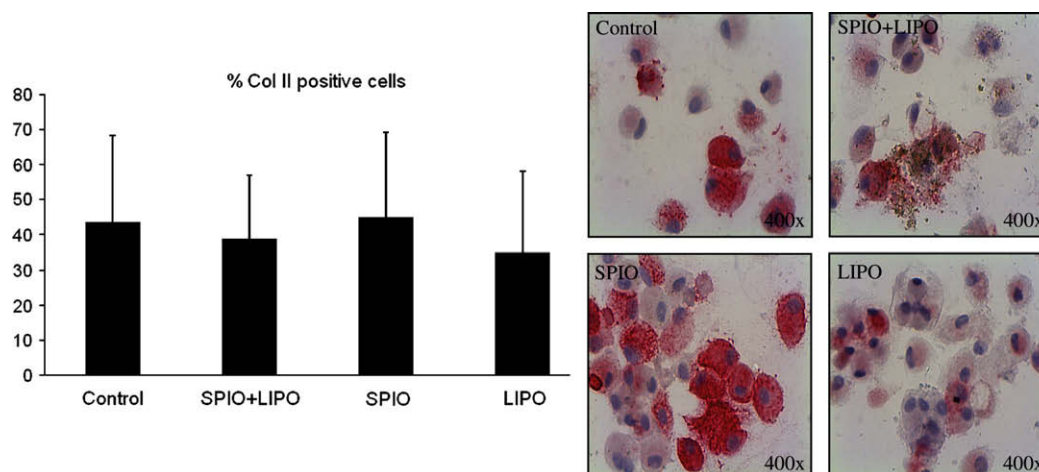 % Col II positive cells
80
70
60
50
40
30
20
10
0
Control SPIO+LIPO SPIO LIPO
Control
400x
SPIO+LIPO
400x
SPIO
400x
LIPO
400x